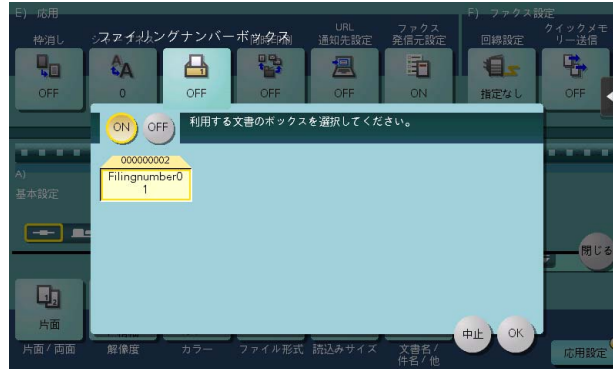 E) 応用
F) ファクス設定
枠消し
ファイリングナンバーボックス
URL
通知先設定
ファクス
発信元設定
回線設定
クイックメモ
リー送信
OFF
0
OFF
OFF
OFF
ON
指定なし
OFF
ON
OFF
利用する文書のボックスを選択してください。
000000002
Filingnumber0
1
A)
基本設定
閉じる
片面
中止
OK
片面/両面
解像度
カラー
ファイル形式
読込みサイズ
文書名/
件名/他
応用設定